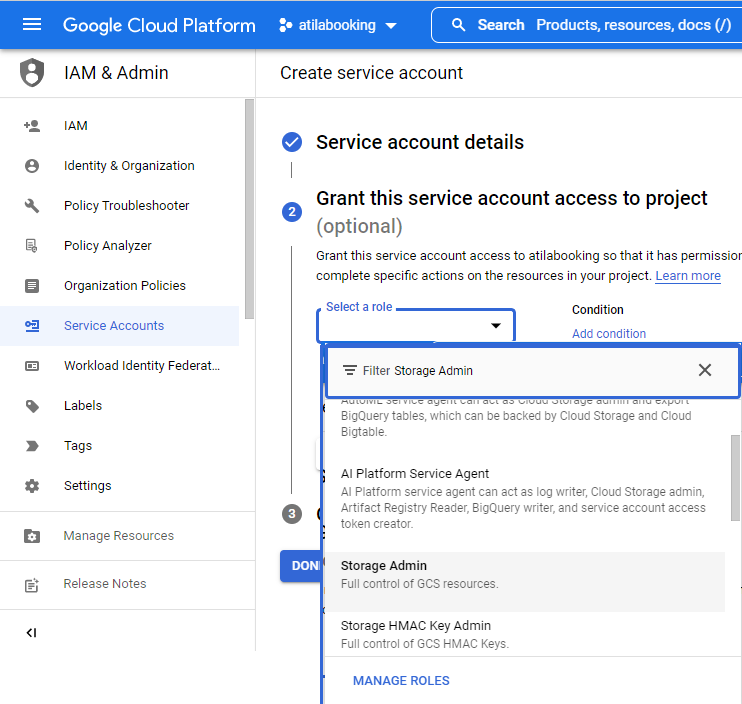 Google Cloud Platform
atilabooking
Search Products, resources, docs (/)
IAM & Admin
Create service account
IAM
Identity & Organization
Policy Troubleshooter
Policy Analyzer
Organization Policies
Service Accounts
Workload Identity Federat...
Labels
Tags
Settings
Manage Resources
Release Notes
Service account details
2
Grant this service account access to project
(optional)
Grant this service account access to atilabooking so that it has permission
complete specific actions on the resources in your project. Learn more
Select a role
Condition
Add condition
Filter Storage Admin
AutoML service agent can act as Cloud Storage admin and export
BigQuery tables, which can be backed by Cloud Storage and Cloud
Bigtable.
AI Platform Service Agent
AI Platform service agent can act as log writer, Cloud Storage admin,
Artifact Registry Reader, BigQuery writer, and service account access
token creator.
3
DON
Storage Admin
Full control of GCS resources.
Storage HMAC Key Admin
Full control of GCS HMAC Keys.
MANAGE ROLES